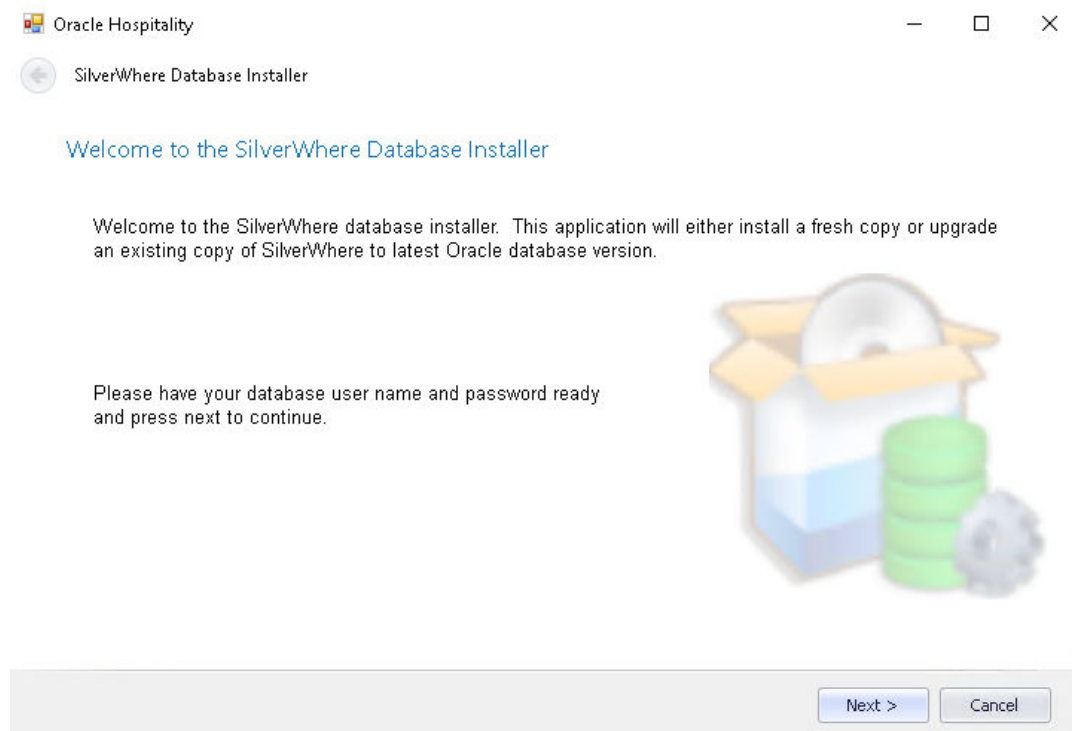 Oracle Hospitality
SilverWhere Database Installer
Welcome to the SilverWhere Database Installer
Welcome to the SilverWhere database installer.  This application will either install a fresh copy or upgrade
an existing copy of SilverWhere to latest Oracle database version.
Please have your database user name and password ready
and press next to continue.
Next >
Cancel